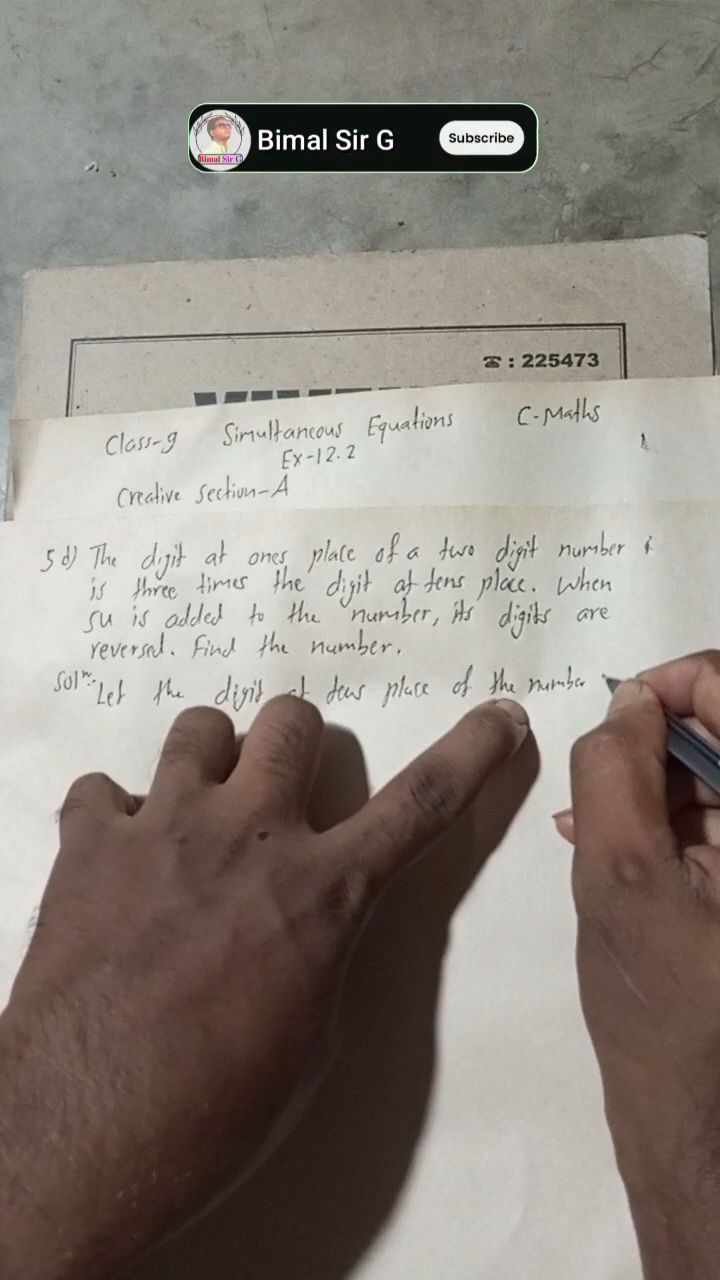 Bimal Sir G
Subscribe
Bimal Sir G
☎ : 225473
Class-9 Simultaneous Equations C-Maths
Ex-12.2
Creative Section-A
5 d) The digit at ones place of a two digit number
is three times the digit at tens place. When
54 is added to the number, its digits are
reversed. Find the number.
Solⁿ:- Let the digit at tens place of the number